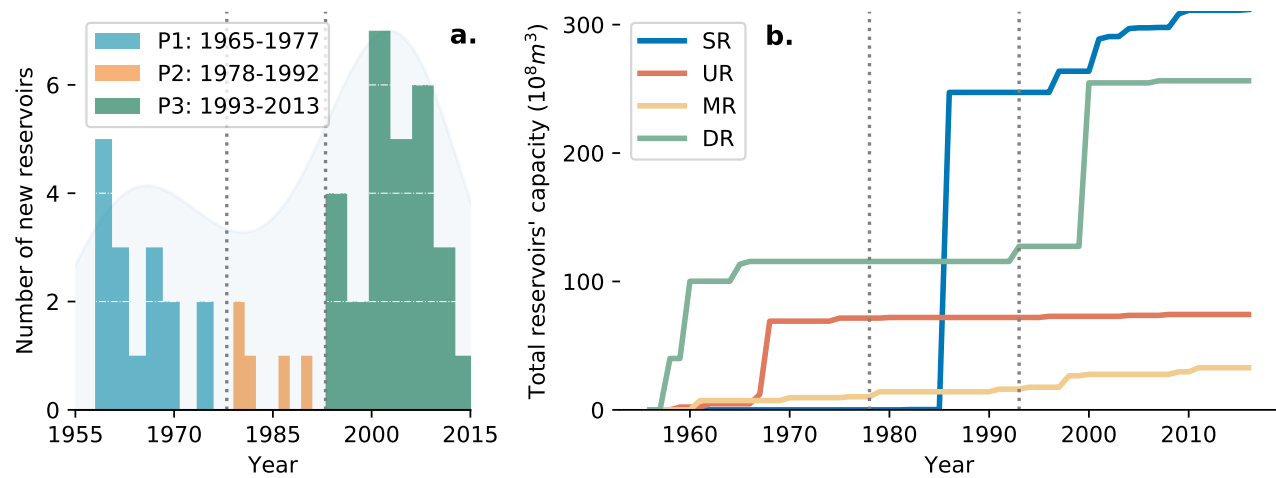 P1: 1965-1977
P2: 1978-1992
P3: 1993-2013
a.
Number of new reservoirs
6
4
2
0
1955 1970 1985 2000 2015
Year
SR
UR
MR
DR
b.
Total reservoirs' capacity (10⁸m³)
300
200
100
0
1960 1970 1980 1990 2000 2010
Year